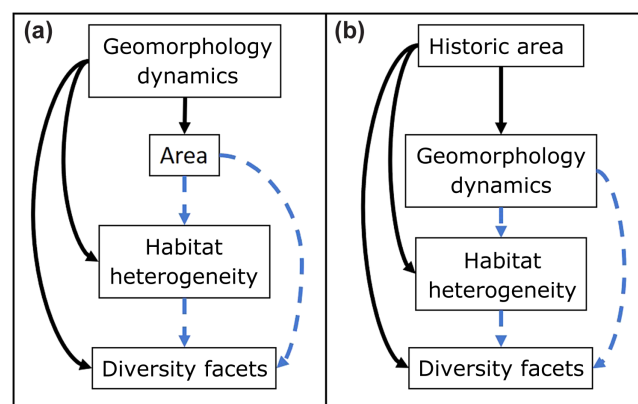 (a)
Geomorphology
dynamics
Area
Habitat
heterogeneity
Diversity facets
(b)
Historic area
Geomorphology
dynamics
Habitat
heterogeneity
Diversity facets